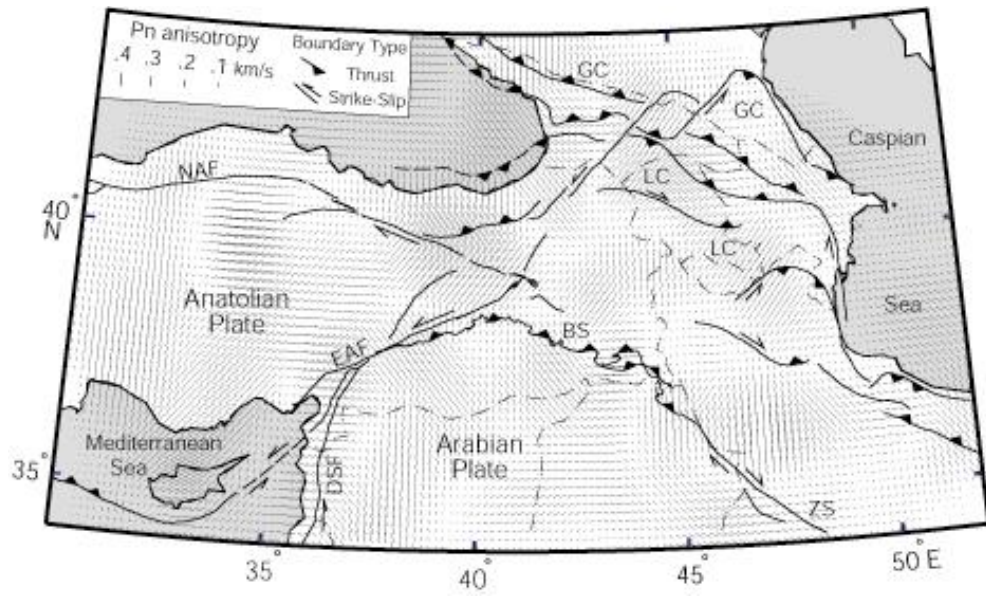 Pn anisotropy
.4 .3 .2 .1 km/s
Boundary Type
Thrust
Strike-Slip
GC
GC
Caspian
NAF
LC
40°
N
LC
Anatolian
Plate
Sea
BS
EAF
Mediterranean
Sea
Arabian
Plate
35°
DSF
ZS
35°
40°
45°
50° E